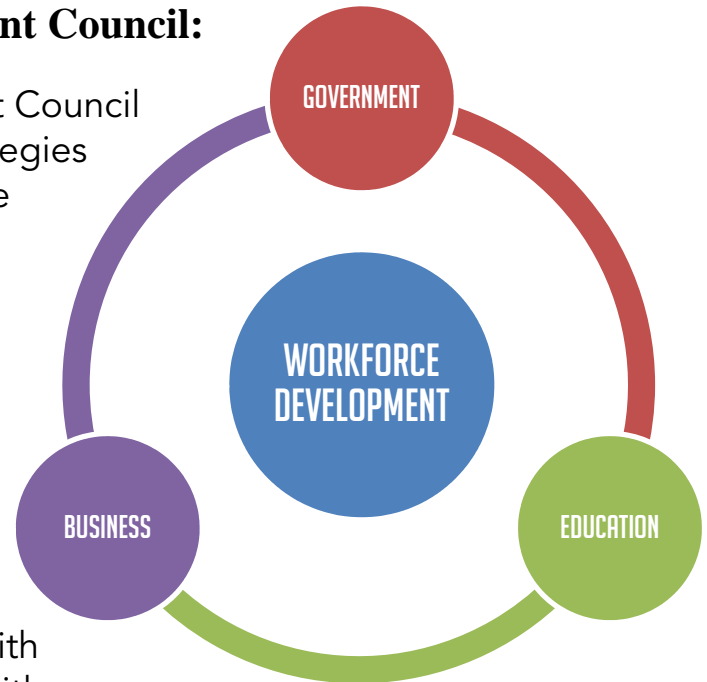 nt Council:
t Council
egies
e
GOVERNMENT
WORKFORCE
DEVELOPMENT
BUSINESS
EDUCATION
ith